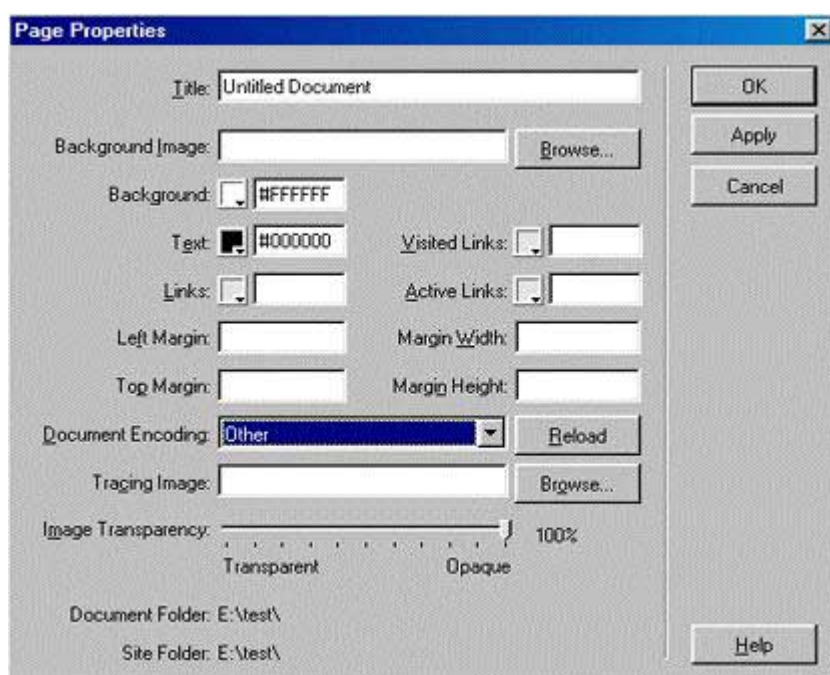 Page Properties
Title: Untitled Document
OK
Background Image: Browse...
Apply
Background: #FFFFFF
Cancel
Text: #000000 Visited Links:
Links: Active Links:
Left Margin: Margin Width:
Top Margin: Margin Height:
Document Encoding: Other Reload
Tracing Image: Browse...
Image Transparency: 100%
Transparent Opaque
Document Folder: E:\test\
Site Folder: E:\test\
Help